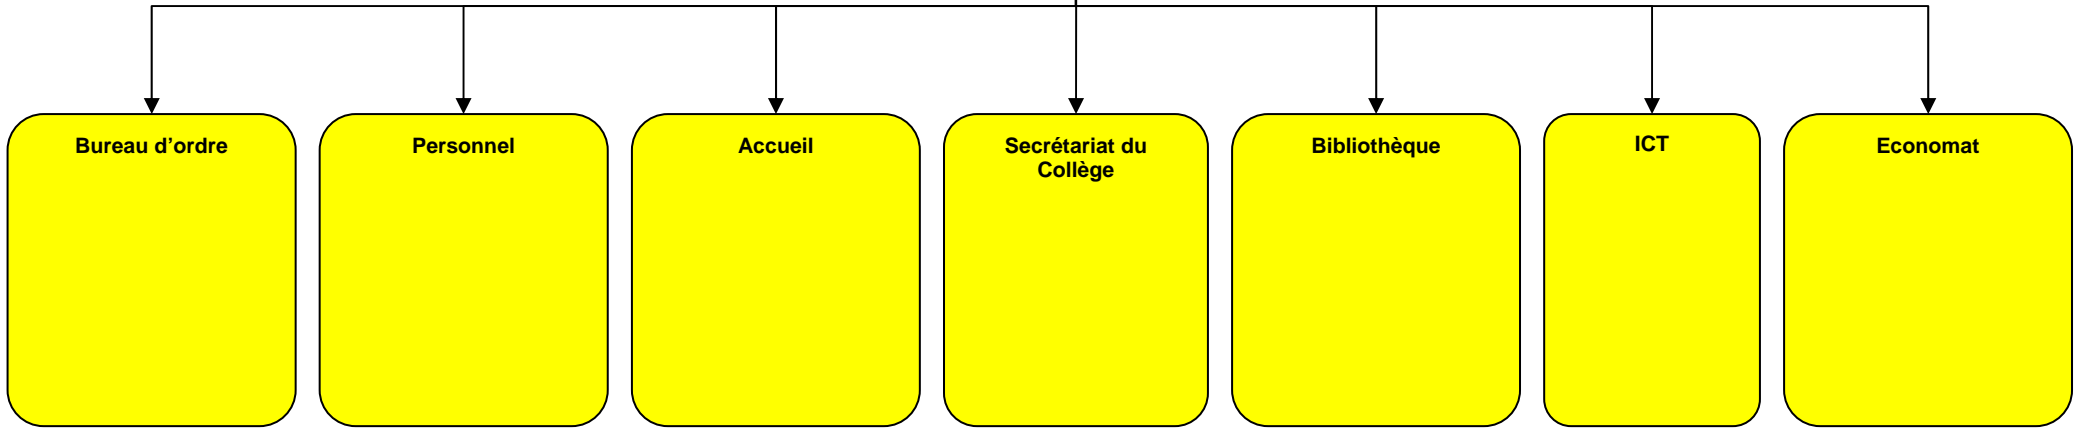 Bureau d’ordre
Personnel
Accueil
Secrétariat du
Collège
Bibliothèque
ICT
Economat